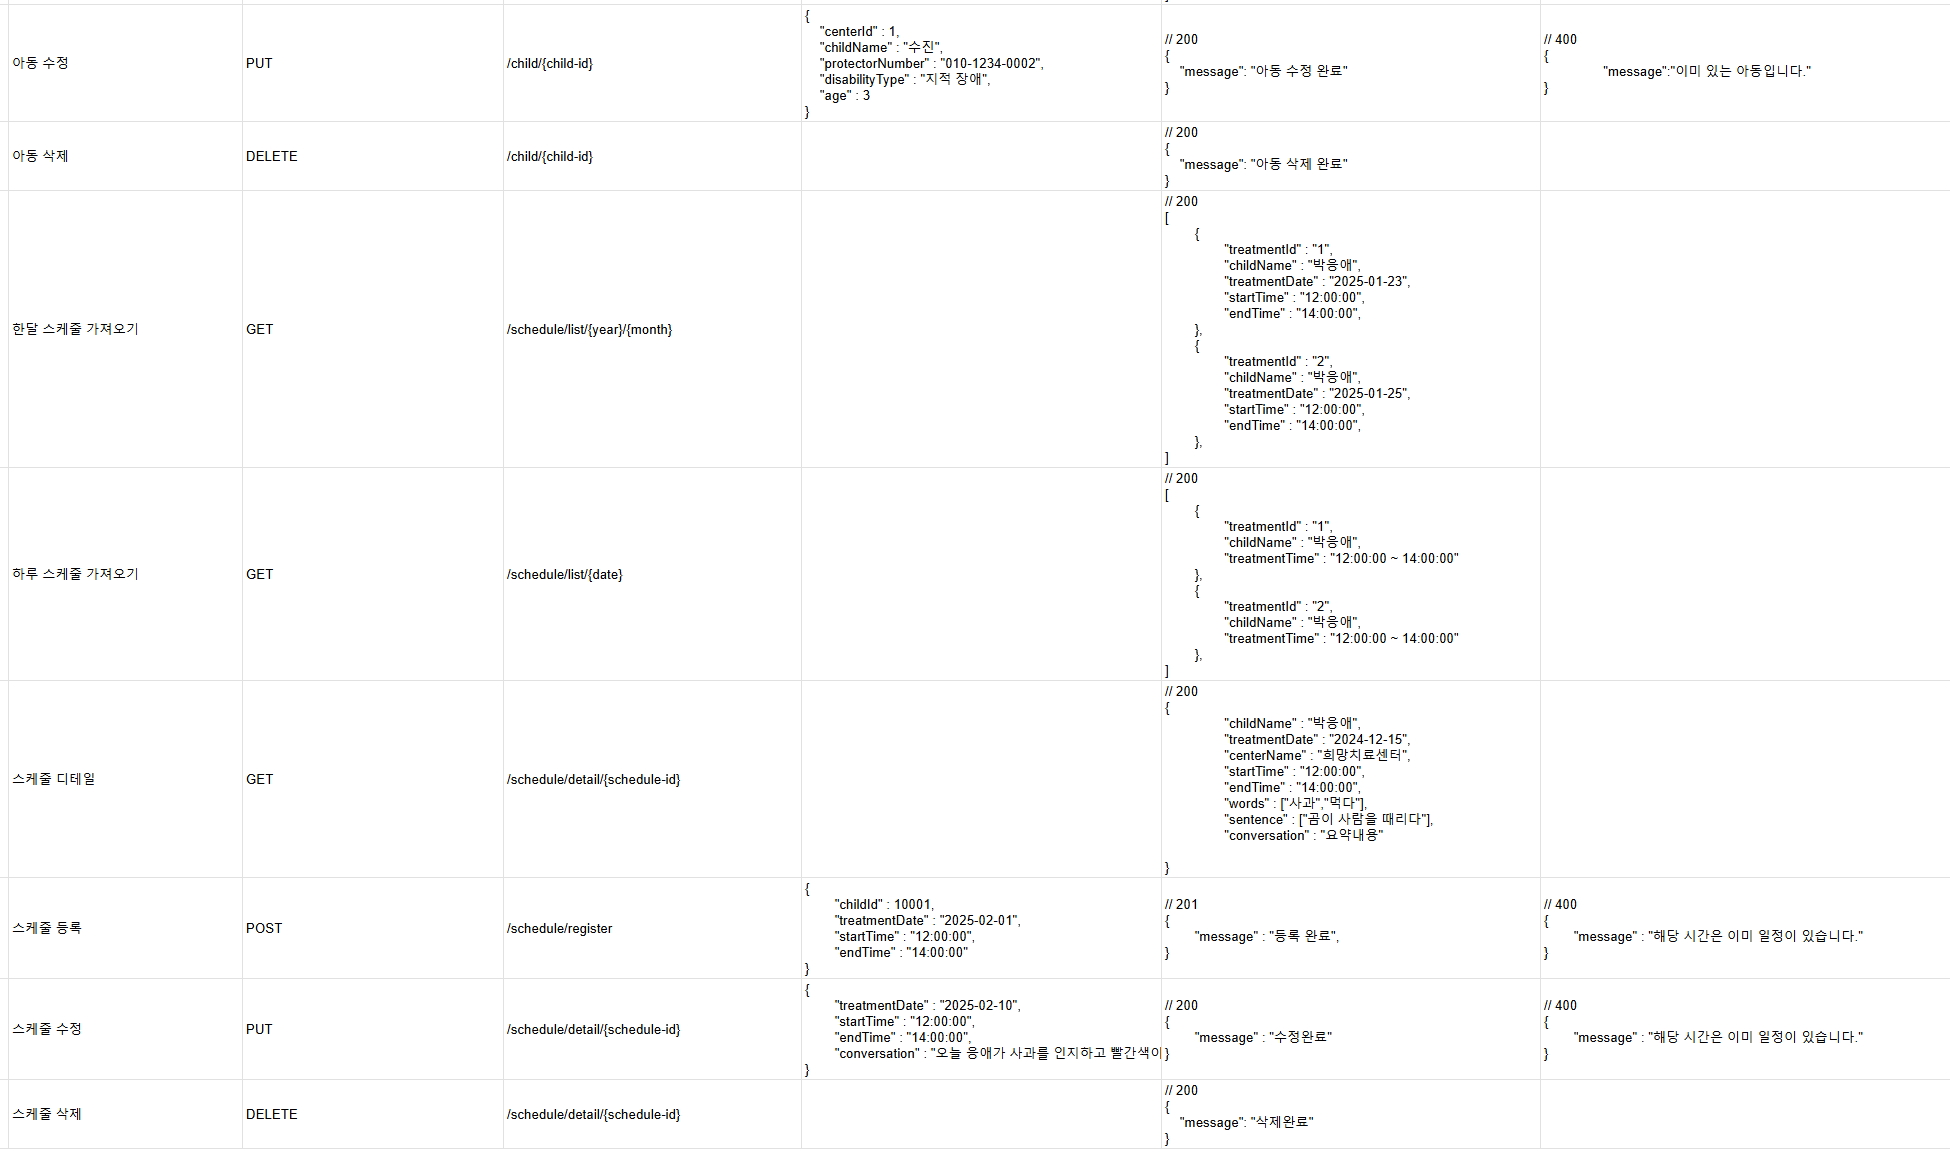 아동 수정
PUT
/child/{child-id}
{
"centerId" : 1,
"childName" : "수진",
"protectorNumber" : "010-1234-0002",
"disabilityType" : "지적 장애",
"age" : 3
}
// 200
{
"message": "아동 수정 완료"
}
// 400
{
"message":"이미 있는 아동입니다."
}
아동 삭제
DELETE
/child/{child-id}
// 200
{
"message": "아동 삭제 완료"
}
한달 스케줄 가져오기
GET
/schedule/list/{year}/{month}
// 200
[
{
"treatmentId" : "1",
"childName" : "박응애",
"treatmentDate" : "2025-01-23",
"startTime" : "12:00:00",
"endTime" : "14:00:00",
},
{
"treatmentId" : "2",
"childName" : "박응애",
"treatmentDate" : "2025-01-25",
"startTime" : "12:00:00",
"endTime" : "14:00:00",
},
]
하루 스케줄 가져오기
GET
/schedule/list/{date}
// 200
[
{
"treatmentId" : "1",
"childName" : "박응애",
"treatmentTime" : "12:00:00 ~ 14:00:00"
},
{
"treatmentId" : "2",
"childName" : "박응애",
"treatmentTime" : "12:00:00 ~ 14:00:00"
},
]
스케줄 디테일
GET
/schedule/detail/{schedule-id}
// 200
{
"childName" : "박응애",
"treatmentDate" : "2024-12-15",
"centerName" : "희망치료센터",
"startTime" : "12:00:00",
"endTime" : "14:00:00",
"words" : ["사과","먹다"],
"sentence" : ["곰이 사람을 때리다"],
"conversation" : "요약내용"
}
스케줄 등록
POST
/schedule/register
{
"childId" : 10001,
"treatmentDate" : "2025-02-01",
"startTime" : "12:00:00",
"endTime" : "14:00:00"
}
// 201
{
"message" : "등록 완료",
}
// 400
{
"message" : "해당 시간은 이미 일정이 있습니다."
}
스케줄 수정
PUT
/schedule/detail/{schedule-id}
{
"treatmentDate" : "2025-02-10",
"startTime" : "12:00:00",
"endTime" : "14:00:00",
"conversation" : "오늘 응애가 사과를 인지하고 빨간색이
}
// 200
{
"message" : "수정완료"
}
// 400
{
"message" : "해당 시간은 이미 일정이 있습니다."
}
스케줄 삭제
DELETE
/schedule/detail/{schedule-id}
// 200
{
"message": "삭제완료"
}